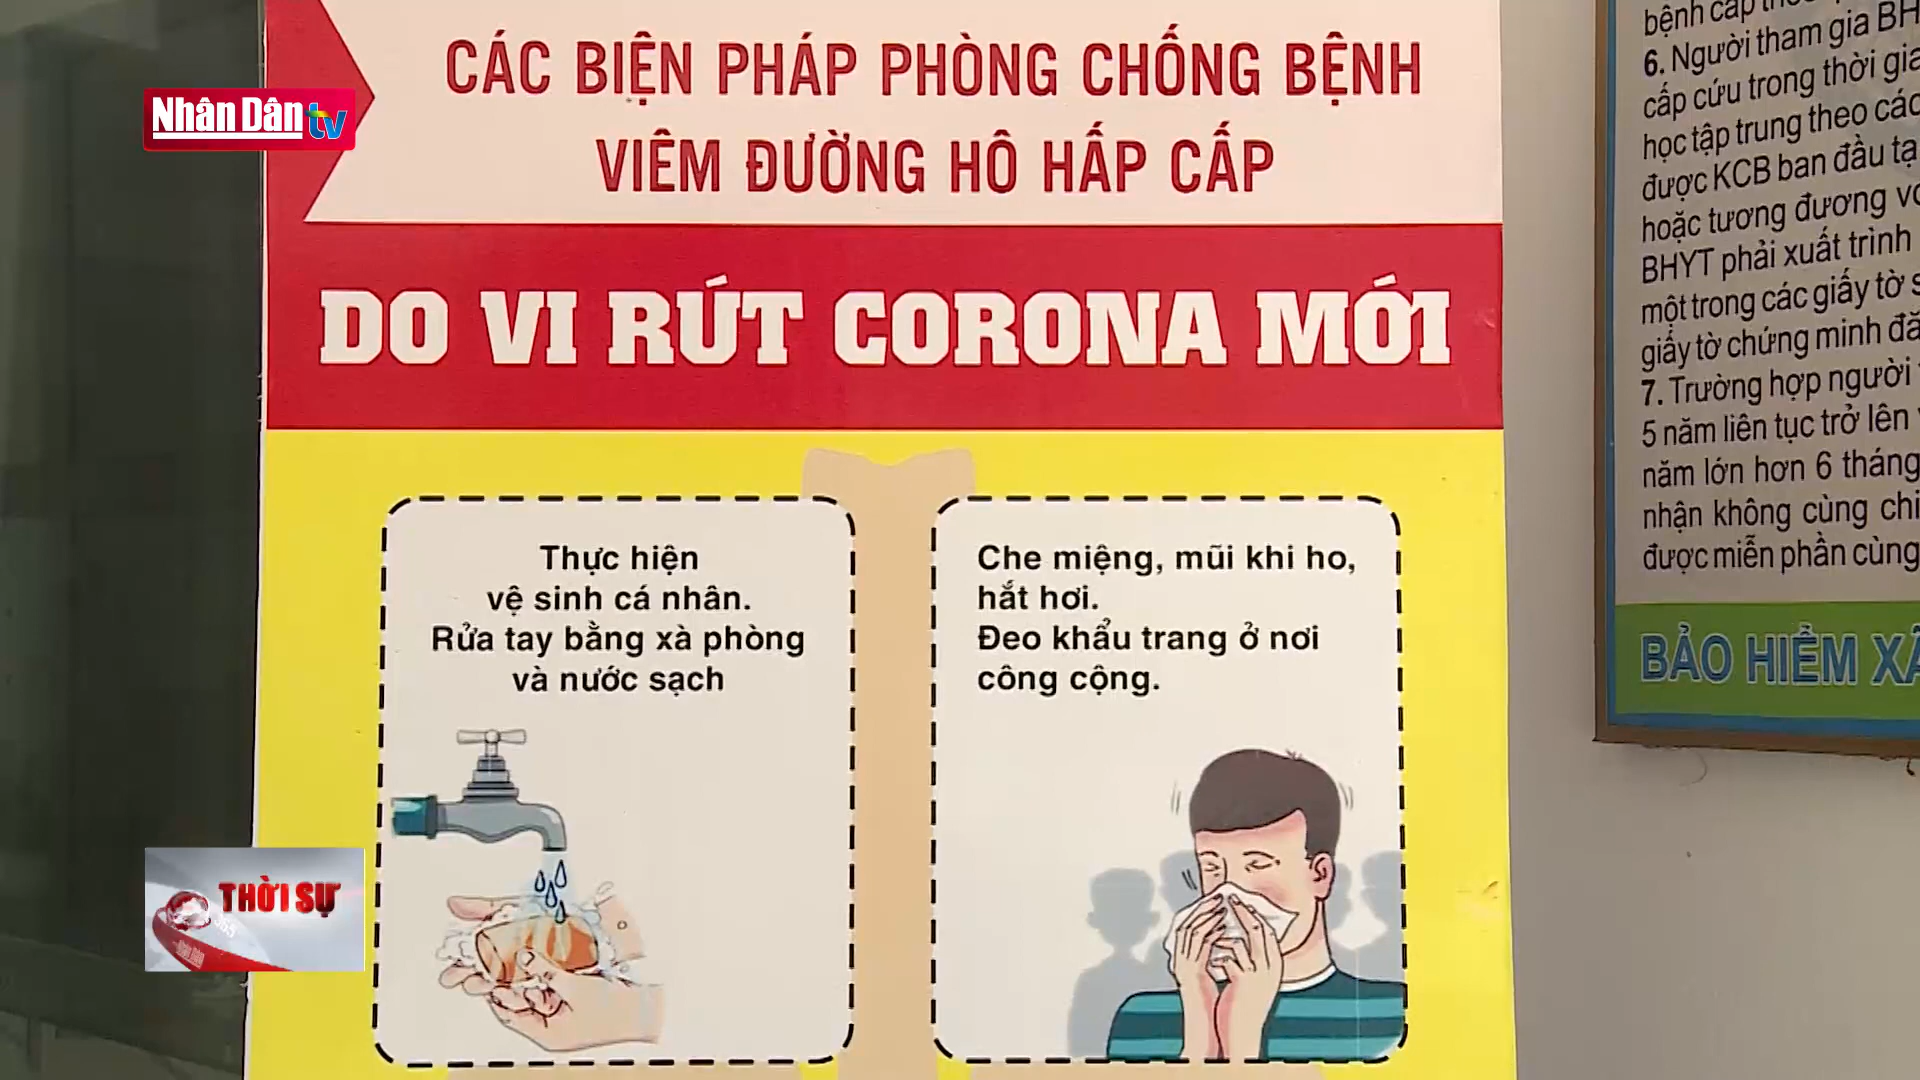 CÁC BIỆN PHÁP PHÒNG CHỐNG BỆNH
VIÊM ĐƯỜNG HÔ HẤP CẤP
Nhân Dân tv
DO VI RÚT CORONA MỚI
Thực hiện
vệ sinh cá nhân.
Rửa tay bằng xà phòng
và nước sạch
Che miệng, mũi khi ho,
hắt hơi.
Đeo khẩu trang ở nơi
công cộng.
THỜI SỰ
365
bệnh cấp
6. Người tham gia BH
cấp cứu trong thời gia
học tập trung theo các
được KCB ban đầu tạ
hoặc tương đương vớ
BHYT phải xuất trình
một trong các giấy tờ s
giấy tờ chứng minh đã
7. Trường hợp người
5 năm liên tục trở lên
năm lớn hơn 6 tháng
nhận không cùng chi
được miễn phần cùng
BẢO HIỂM XÃ